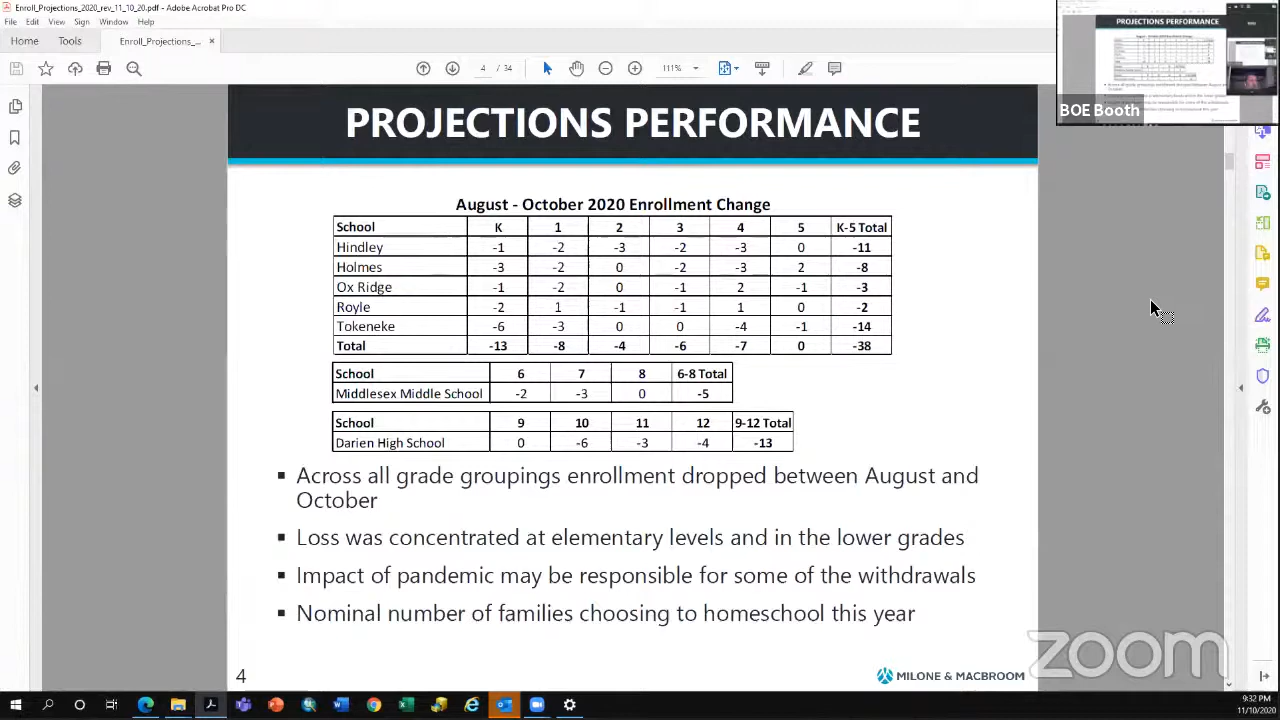 Enroll_Projections_2020_rev_11_10_20.pdf - Adobe Acrobat Pro DC
File Edit View Sign Window Help
Tools
Enroll_Projections_...
PROJECTIONS PERFORMANCE
BOE Booth
PROJECTIONS PERFORMANCE
August - October 2020 Enrollment Change
School K 1 2 3 4 5 K-5 Total
Hindley -1 -2 -3 -2 -3 0 -11
Holmes -3 -2 0 -2 -3 2 -8
Ox Ridge -1 -2 0 -1 2 -1 -3
Royle -2 1 -1 -1 1 0 -2
Tokeneke -6 -3 0 0 -4 -1 -14
Total -13 -8 -4 -6 -7 0 -38
School 6 7 8 6-8 Total
Middlesex Middle School -2 -3 0 -5
School 9 10 11 12 9-12 Total
Darien High School 0 -6 -3 -4 -13
▪ Across all grade groupings enrollment dropped between August and
October
▪ Loss was concentrated at elementary levels and in the lower grades
▪ Impact of pandemic may be responsible for some of the withdrawals
▪ Nominal number of families choosing to homeschool this year
4
MILONE & MACBROOM
zoom
9:32 PM
11/10/2020